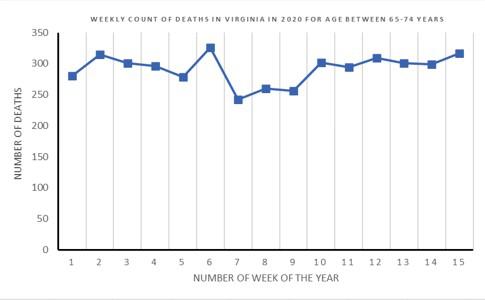 WEEKLY COUNT OF DEATHS IN VIRGINIA IN 2020 FOR AGE BETWEEN 65-74 YEARS
350
300
250
200
150
100
50
0
NUMBER OF DEATHS
1 2 3 4 5 6 7 8 9 10 11 12 13 14 15
NUMBER OF WEEK OF THE YEAR